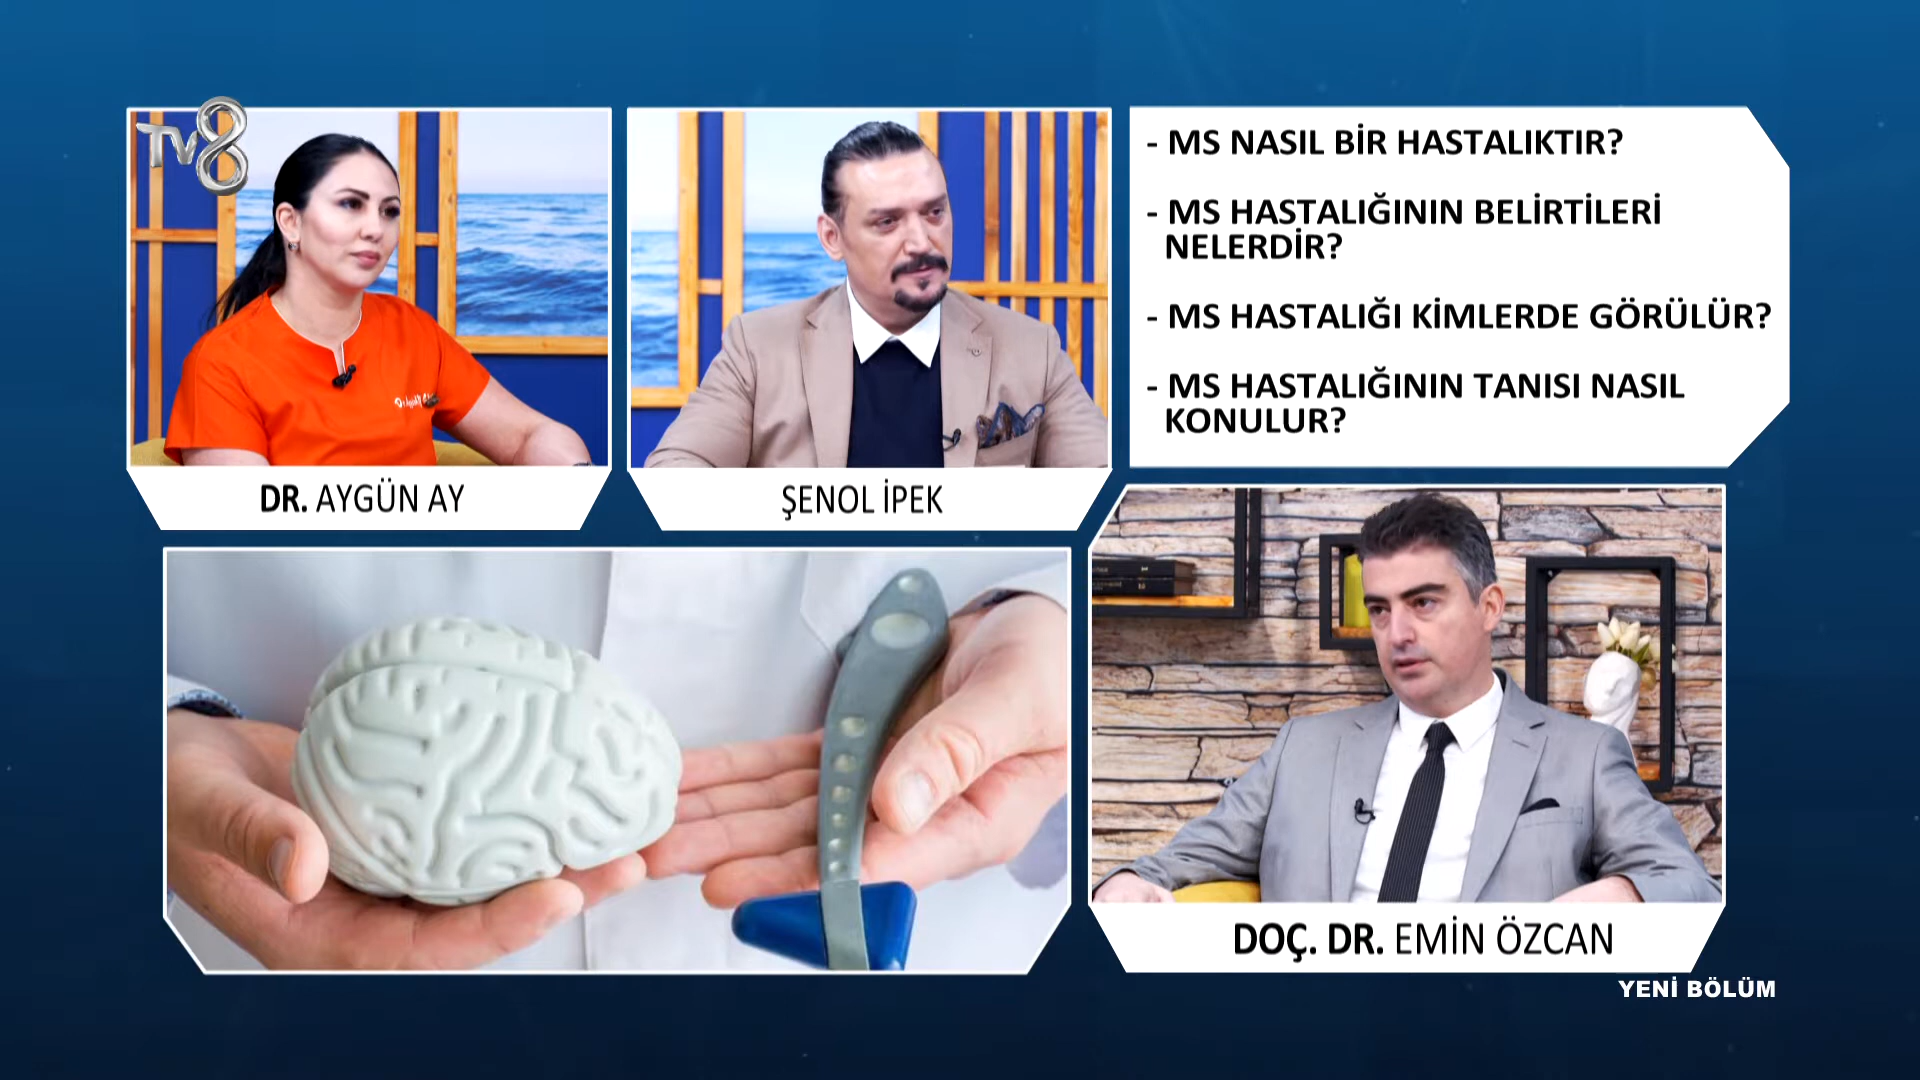 TV8
- MS NASIL BİR HASTALIKTIR?
- MS HASTALIĞININ BELİRTİLERİ
NELERDİR?
- MS HASTALIĞI KİMLERDE GÖRÜLÜR?
- MS HASTALIĞININ TANISI NASIL
KONULUR?
DR. AYGÜN AY
ŞENOL İPEK
DOÇ. DR. EMİN ÖZCAN
YENİ BÖLÜM